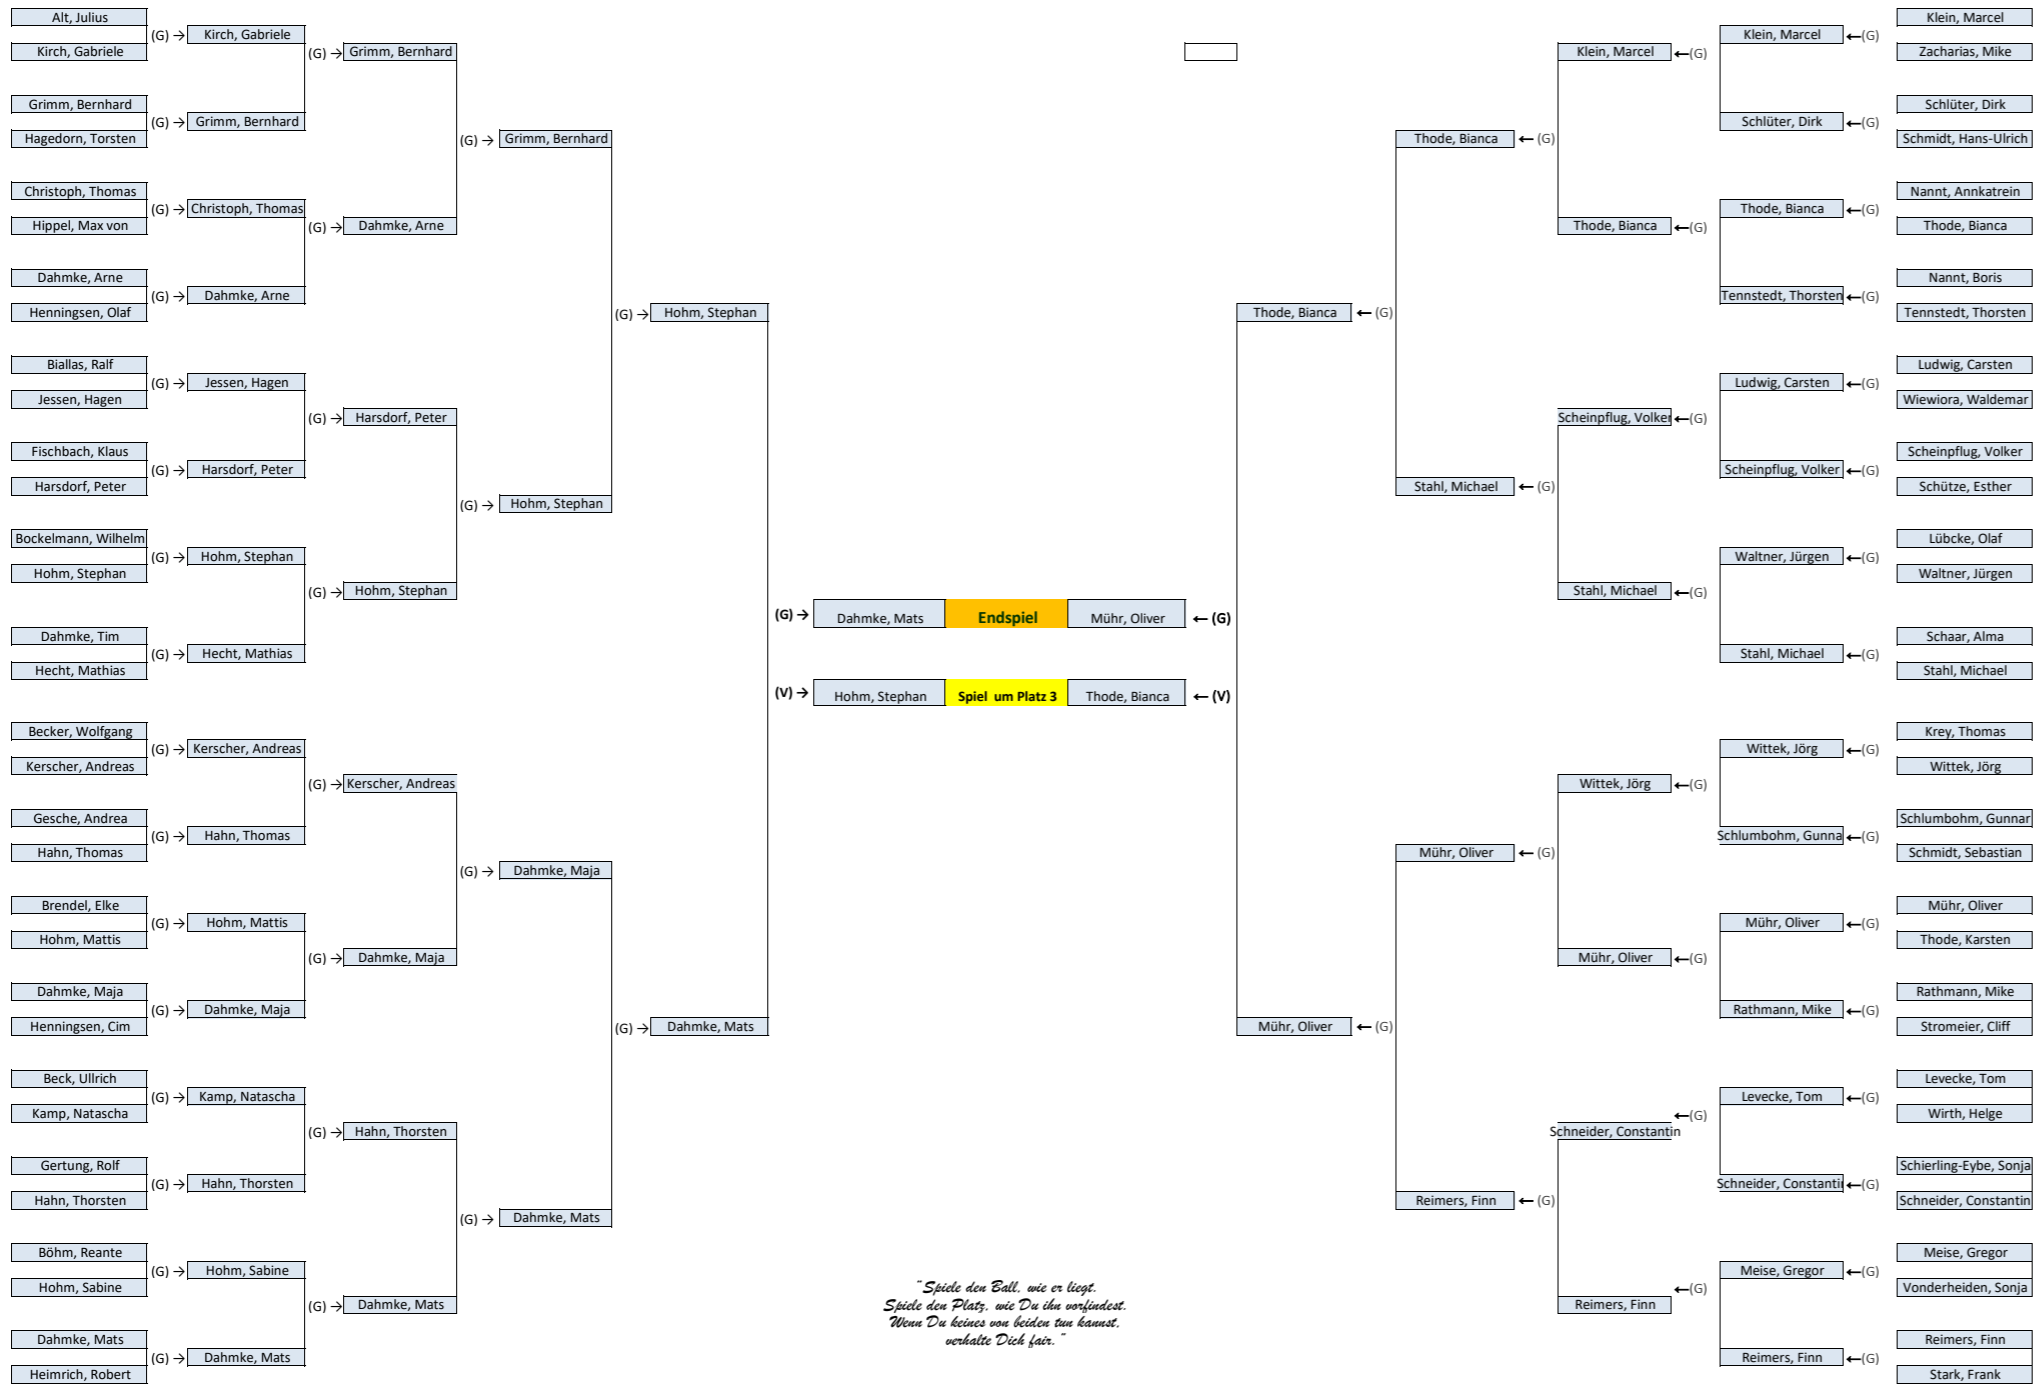 Alt, Julius
(G) → Kirch, Gabriele
Kirch, Gabriele
(G) → Grimm, Bernhard
Grimm, Bernhard
(G) → Grimm, Bernhard
Hagedorn, Torsten
(G) → Grimm, Bernhard
Christoph, Thomas
(G) → Christoph, Thomas
Hippel, Max von
(G) → Dahmke, Arne
Dahmke, Arne
(G) → Dahmke, Arne
Henningsen, Olaf
(G) → Hohm, Stephan
Biallas, Ralf
(G) → Jessen, Hagen
Jessen, Hagen
(G) → Harsdorf, Peter
Fischbach, Klaus
(G) → Harsdorf, Peter
Harsdorf, Peter
(G) → Hohm, Stephan
Bockelmann, Wilhelm
(G) → Hohm, Stephan
Hohm, Stephan
(G) → Hohm, Stephan
Dahmke, Tim
(G) → Hecht, Mathias
Hecht, Mathias
Becker, Wolfgang
(G) → Kerscher, Andreas
Kerscher, Andreas
(G) → Kerscher, Andreas
Gesche, Andrea
(G) → Hahn, Thomas
Hahn, Thomas
(G) → Dahmke, Maja
Brendel, Elke
(G) → Hohm, Mattis
Hohm, Mattis
(G) → Dahmke, Maja
Dahmke, Maja
(G) → Dahmke, Maja
Henningsen, Cim
(G) → Dahmke, Mats
Beck, Ullrich
(G) → Kamp, Natascha
Kamp, Natascha
(G) → Hahn, Thorsten
Gertung, Rolf
(G) → Hahn, Thorsten
Hahn, Thorsten
(G) → Dahmke, Mats
Böhm, Reante
(G) → Hohm, Sabine
Hohm, Sabine
(G) → Dahmke, Mats
Dahmke, Mats
(G) → Dahmke, Mats
Heimrich, Robert
(G) → Dahmke, Mats Endspiel Mühr, Oliver ← (G)
(V) → Hohm, Stephan Spiel um Platz 3 Thode, Bianca ← (V)
"Spiele den Ball, wie er liegt.
Spiele den Platz, wie Du ihn vorfindest.
Wenn Du keines von beiden tun kannst,
verhalte Dich fair."
Klein, Marcel
Klein, Marcel ←(G)
Zacharias, Mike
Klein, Marcel ←(G)
Schlüter, Dirk
Schlüter, Dirk ←(G)
Schmidt, Hans-Ulrich
Thode, Bianca ← (G)
Nannt, Annkatrein
Thode, Bianca ←(G)
Thode, Bianca
Thode, Bianca ←(G)
Nannt, Boris
Tennstedt, Thorsten ←(G)
Tennstedt, Thorsten
Thode, Bianca ← (G)
Ludwig, Carsten
Ludwig, Carsten ←(G)
Wiewiora, Waldemar
Scheinpflug, Volker ←(G)
Scheinpflug, Volker
Scheinpflug, Volker ←(G)
Schütze, Esther
Stahl, Michael ← (G)
Lübcke, Olaf
Waltner, Jürgen ←(G)
Waltner, Jürgen
Stahl, Michael ←(G)
Schaar, Alma
Stahl, Michael ←(G)
Stahl, Michael
Krey, Thomas
Wittek, Jörg ←(G)
Wittek, Jörg
Wittek, Jörg ←(G)
Schlumbohm, Gunnar
Schlumbohm, Gunna ←(G)
Schmidt, Sebastian
Mühr, Oliver ← (G)
Mühr, Oliver
Mühr, Oliver ←(G)
Thode, Karsten
Mühr, Oliver ←(G)
Rathmann, Mike
Rathmann, Mike ←(G)
Stromeier, Cliff
Mühr, Oliver ← (G)
Levecke, Tom
Levecke, Tom ←(G)
Wirth, Helge
←(G)
Schneider, Constantin
Schierling-Eybe, Sonja
Schneider, Constantin ←(G)
Schneider, Constantin
Reimers, Finn ← (G)
Meise, Gregor
Meise, Gregor ←(G)
Vonderheiden, Sonja
←(G)
Reimers, Finn
Reimers, Finn
Reimers, Finn ←(G)
Stark, Frank